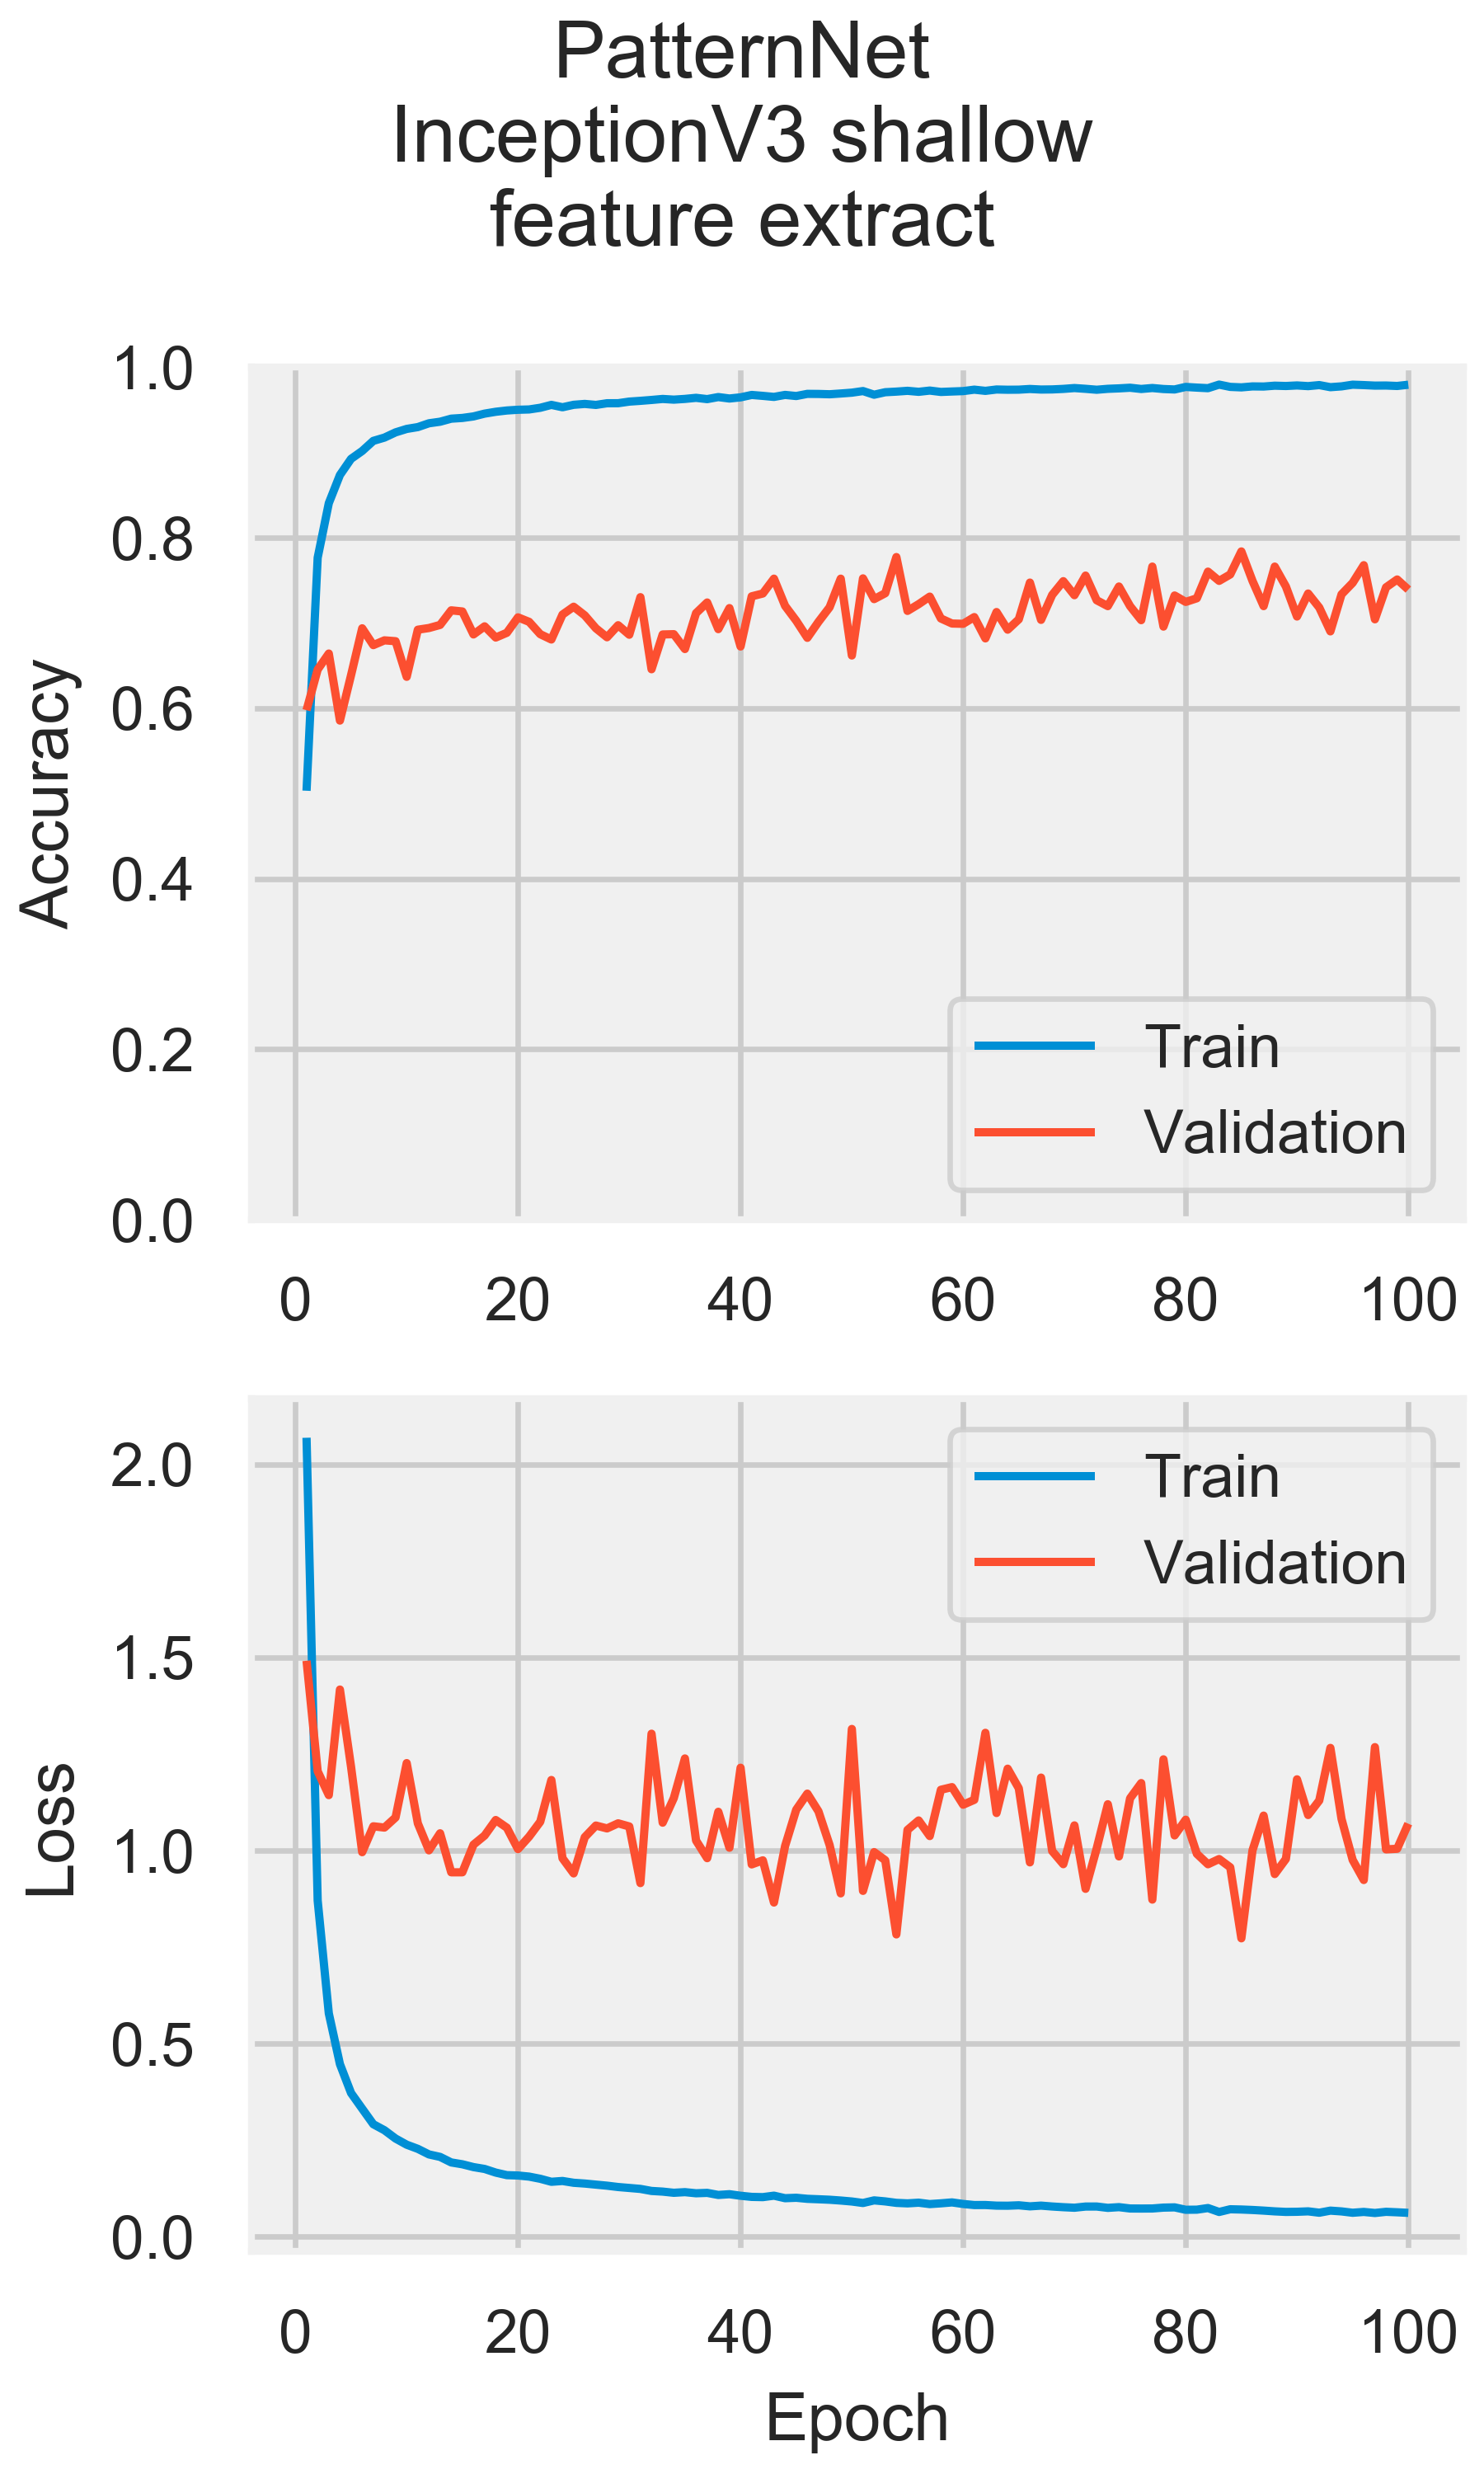 PatternNet
InceptionV3 shallow
feature extract
1.0
0.8
0.6
0.4
0.2
0.0
Accuracy
Train
Validation
0 20 40 60 80 100
2.0
1.5
1.0
0.5
0.0
Loss
Train
Validation
0 20 40 60 80 100
Epoch